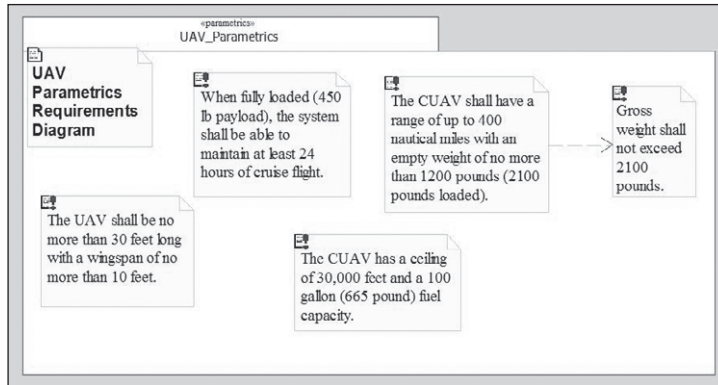 «parametrics»
UAV_Parametrics
UAV
Parametrics
Requirements
Diagram
When fully loaded (450
lb payload), the system
shall be able to
maintain at least 24
hours of cruise flight.
The CUAV shall have a
range of up to 400
nautical miles with an
empty weight of no more
than 1200 pounds (2100
pounds loaded).
Gross
weight shall
not exceed
2100
pounds.
The UAV shall be no
more than 30 feet long
with a wingspan of no
more than 10 feet.
The CUAV has a ceiling
of 30,000 feet and a 100
gallon (665 pound) fuel
capacity.